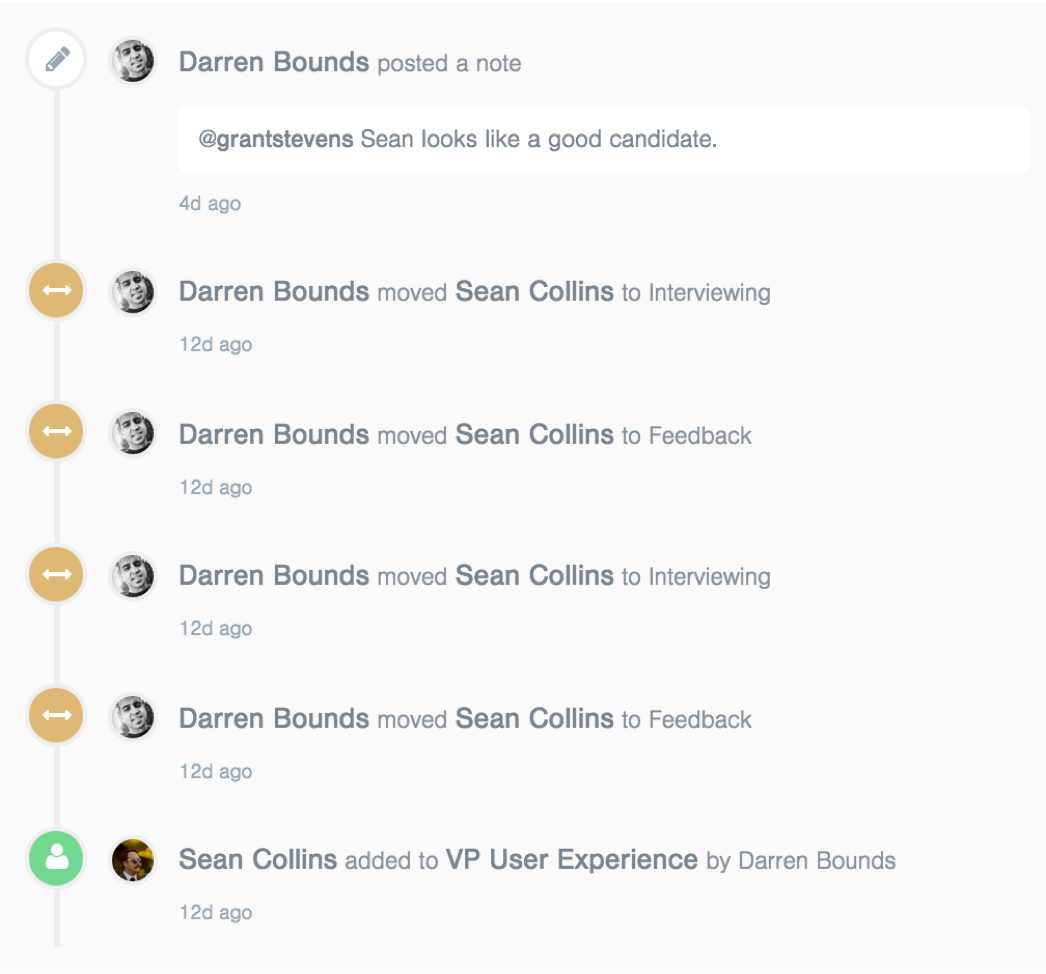 Darren Bounds posted a note
@grantstevens Sean looks like a good candidate.
4d ago
Darren Bounds moved Sean Collins to Interviewing
12d ago
Darren Bounds moved Sean Collins to Feedback
12d ago
Darren Bounds moved Sean Collins to Interviewing
12d ago
Darren Bounds moved Sean Collins to Feedback
12d ago
Sean Collins added to VP User Experience by Darren Bounds
12d ago